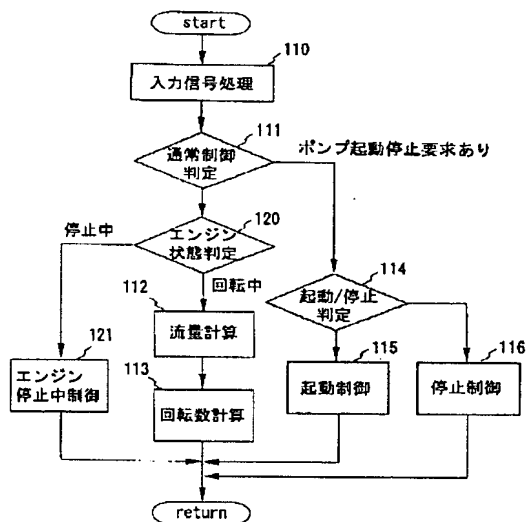 start
110
入力信号処理
111
通常制御
判定
ポンプ起動停止要求あり
120
エンジン
状態判定
停止中
回転中
114
起動/停止
判定
112
流量計算
121
エンジン
停止中制御
113
回転数計算
115
起動制御
116
停止制御
return